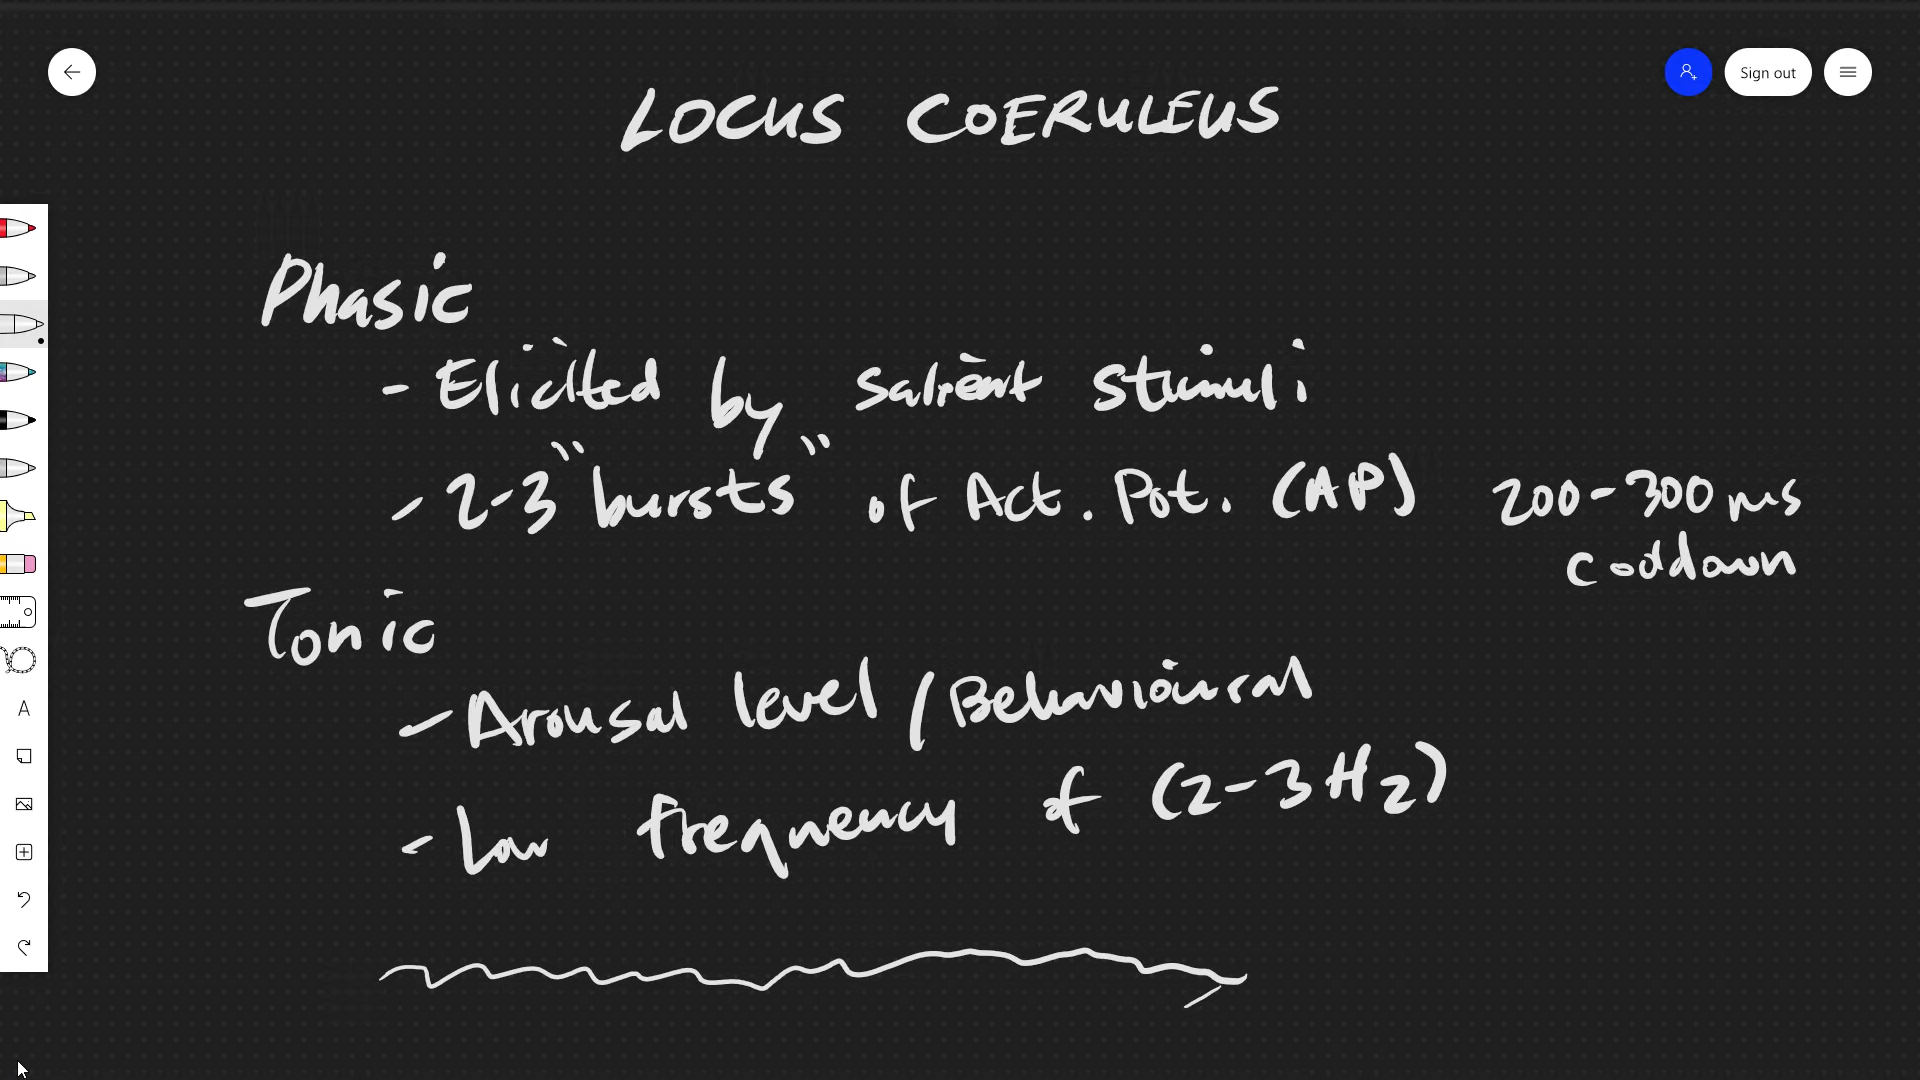 Sign out
LOCUS COERULEUS
Phasic
- Elicited by salient stimuli
- 2-3 "bursts" of Act. Pot. (AP) 200-300 ms
cooldown
Tonic
- Arousal level / Behavioural
- Low frequency of (2-3 Hz)
A